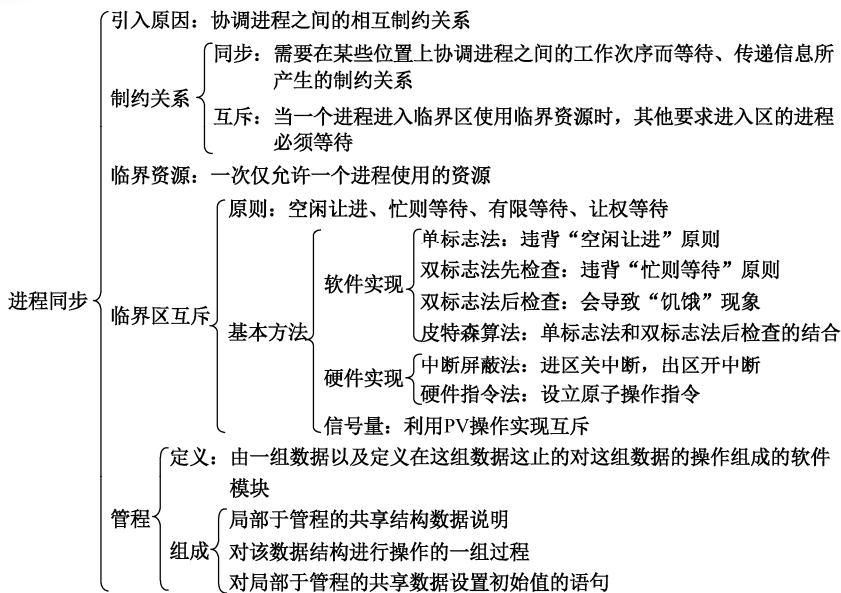 引入原因：协调进程之间的相互制约关系
同步：需要在某些位置上协调进程之间的工作次序而等待、传递信息所
产生的制约关系
制约关系
互斥：当一个进程进入临界区使用临界资源时，其他要求进入区的进程
必须等待
临界资源：一次仅允许一个进程使用的资源
原则：空闲让进、忙则等待、有限等待、让权等待
单标志法：违背“空闲让进”原则
双标志法先检查：违背“忙则等待”原则
软件实现
双标志法后检查：会导致“饥饿”现象
进程同步
临界区互斥
基本方法
皮特森算法：单标志法和双标志法后检查的结合
中断屏蔽法：进区关中断，出区开中断
硬件实现
硬件指令法：设立原子操作指令
信号量：利用PV操作实现互斥
定义：由一组数据以及定义在这组数据这止的对这组数据的操作组成的软件
模块
管程
局部于管程的共享结构数据说明
组成
对该数据结构进行操作的一组过程
对局部于管程的共享数据设置初始值的语句